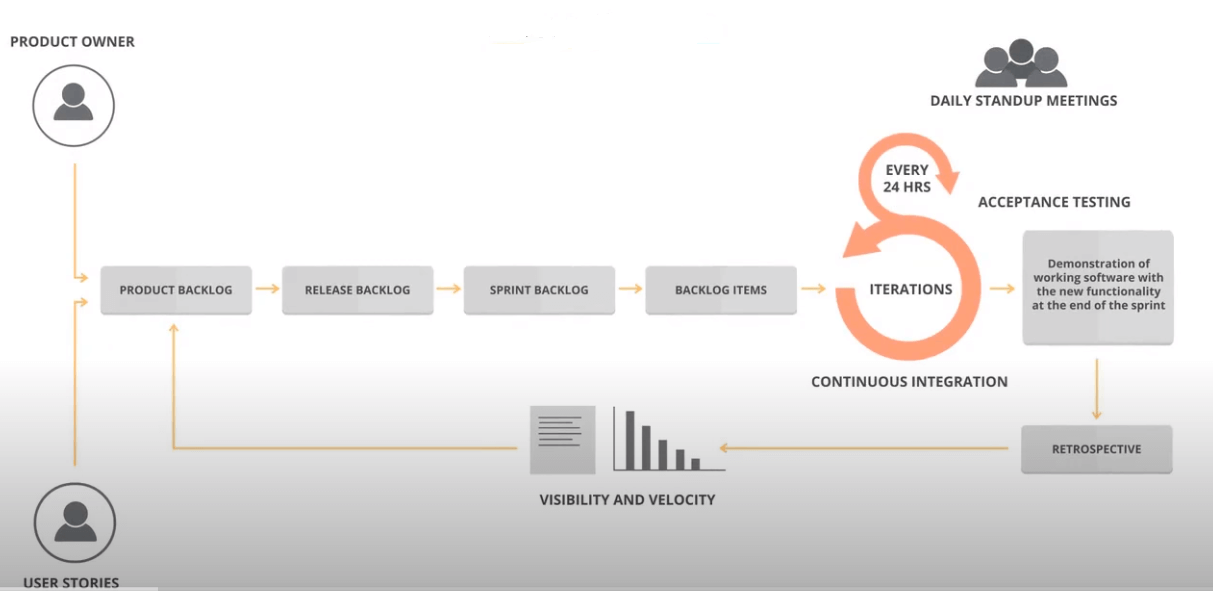 PRODUCT OWNER
DAILY STANDUP MEETINGS
EVERY
24 HRS
ACCEPTANCE TESTING
PRODUCT BACKLOG
RELEASE BACKLOG
SPRINT BACKLOG
BACKLOG ITEMS
ITERATIONS
Demonstration of
working software with
the new functionality
at the end of the sprint
CONTINUOUS INTEGRATION
RETROSPECTIVE
VISIBILITY AND VELOCITY
USER STORIES